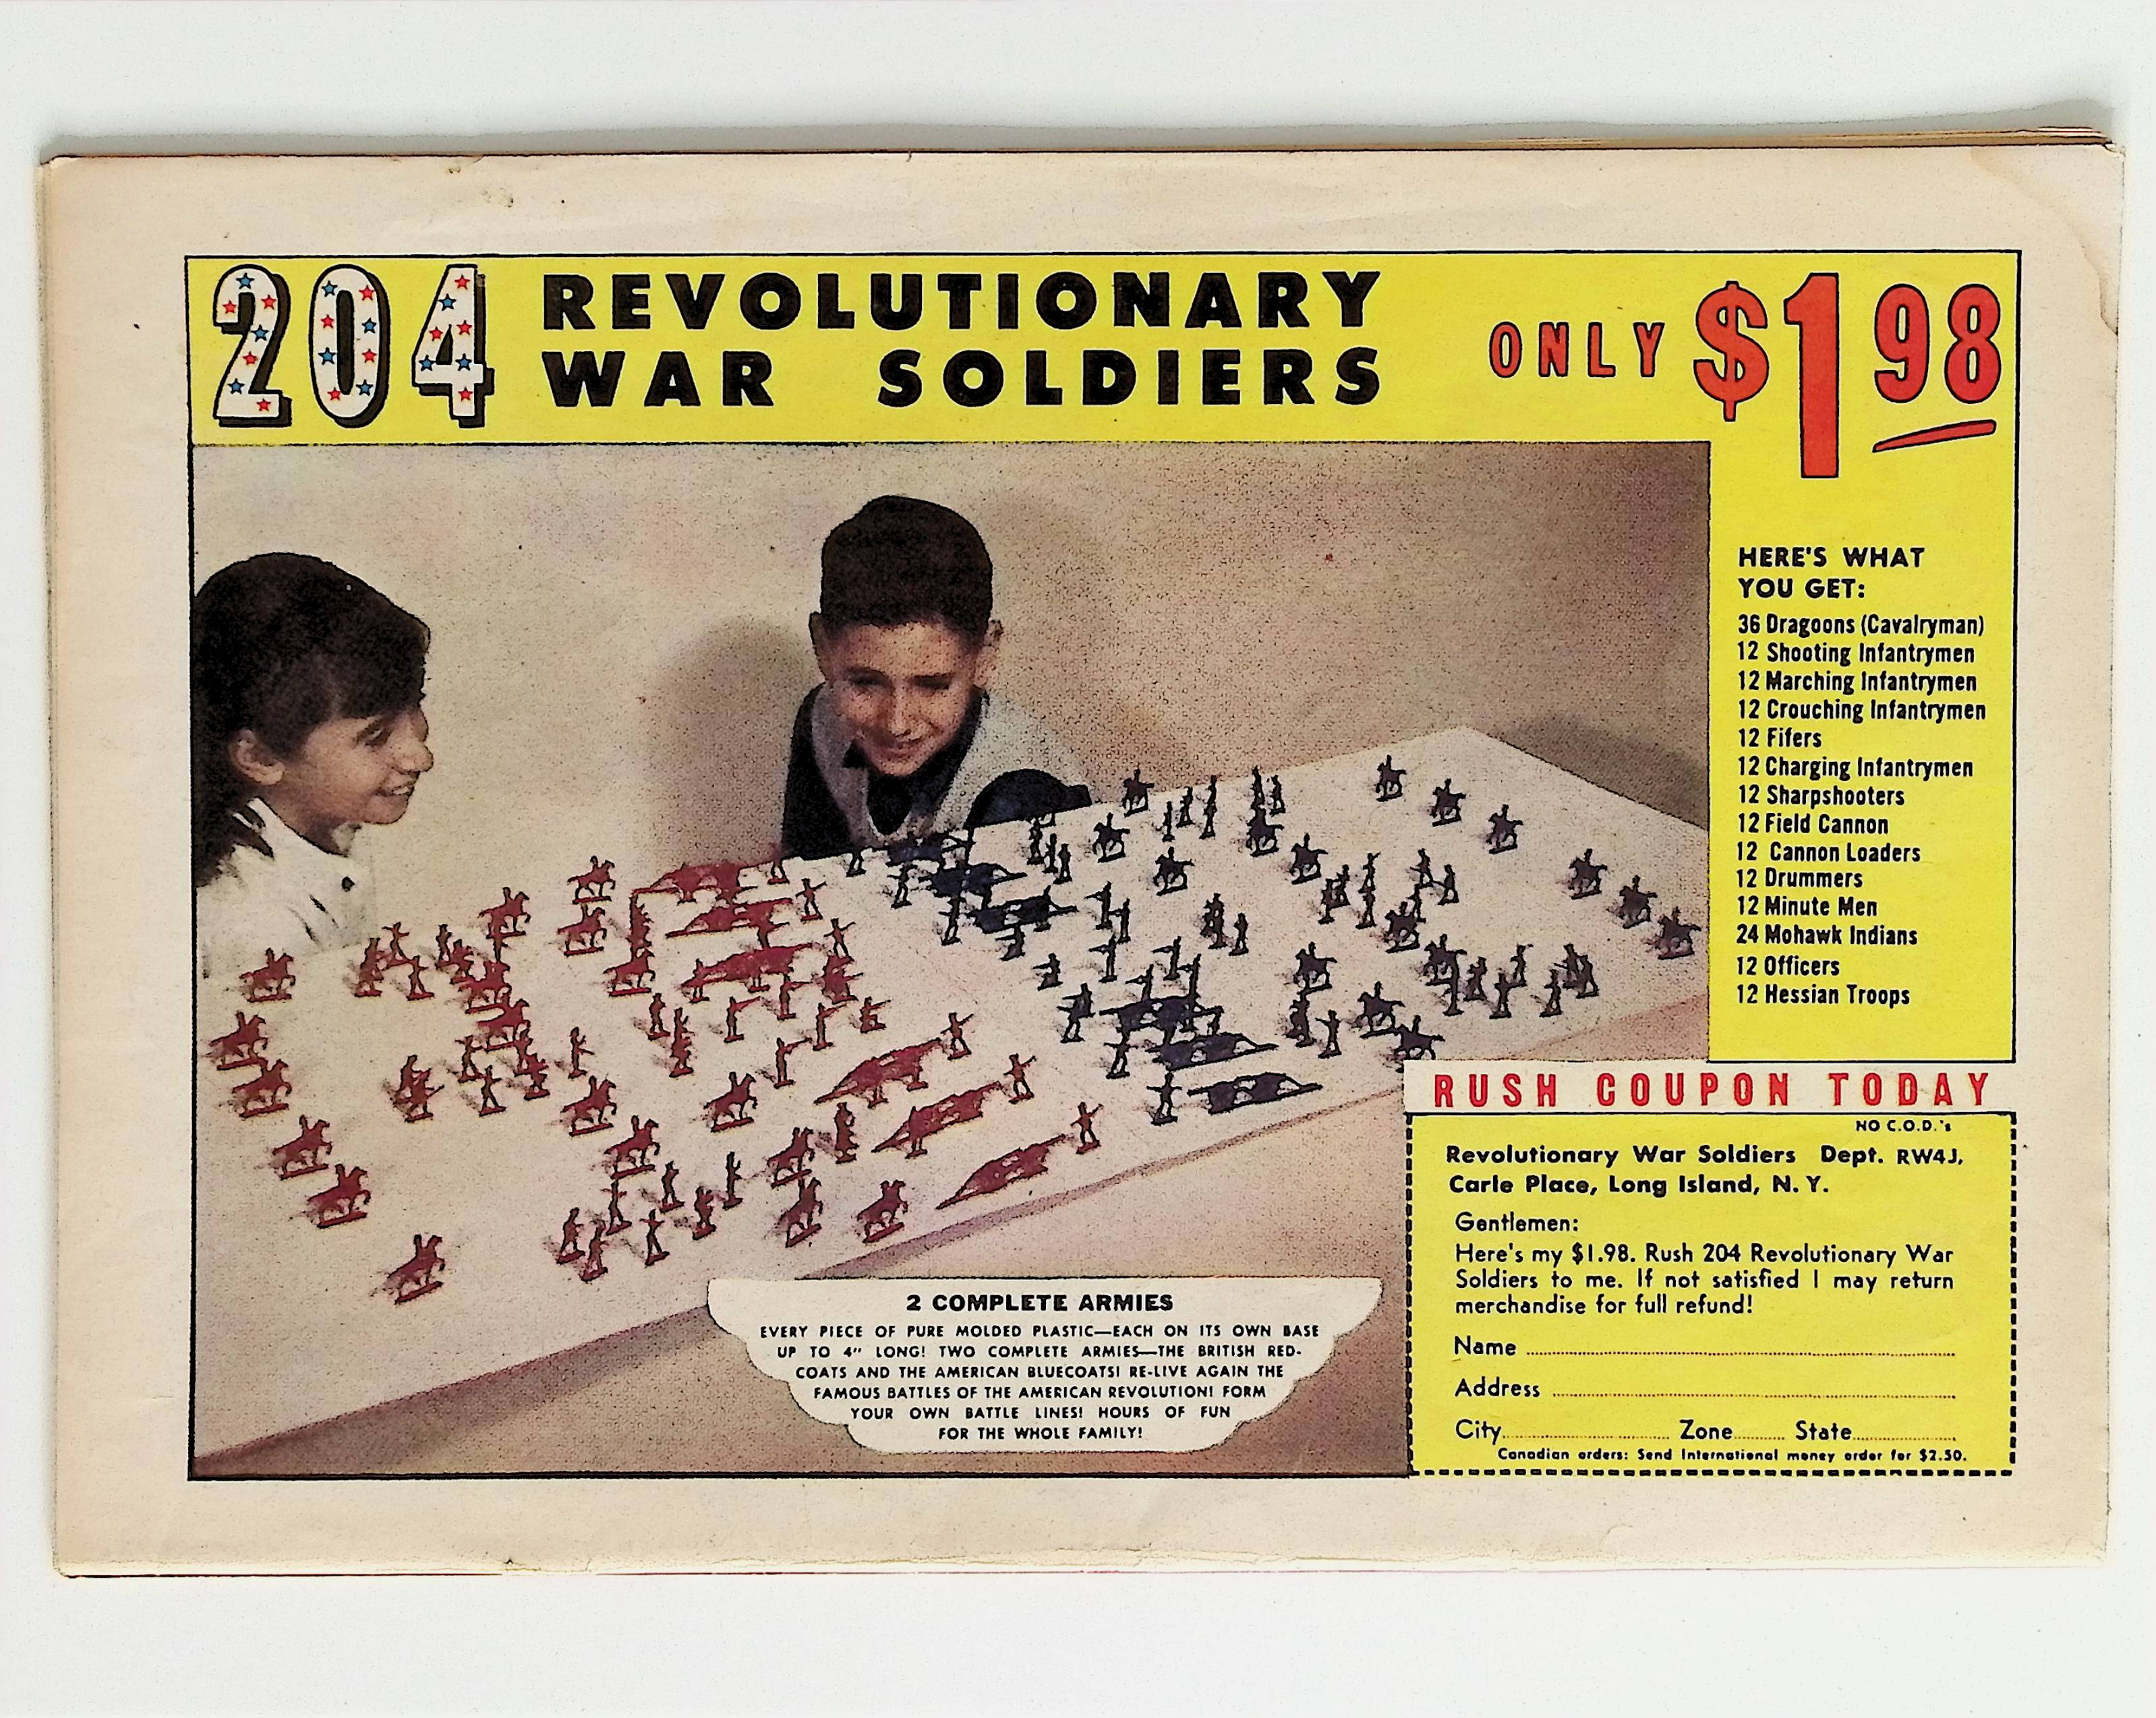 204 REVOLUTIONARY
WAR SOLDIERS
ONLY $1 98
HERE'S WHAT
YOU GET:
36 Dragoons (Cavalryman)
12 Shooting Infantrymen
12 Marching Infantrymen
12 Crouching Infantrymen
12 Fifers
12 Charging Infantrymen
12 Sharpshooters
12 Field Cannon
12 Cannon Loaders
12 Drummers
12 Minute Men
24 Mohawk Indians
12 Officers
12 Hessian Troops
2 COMPLETE ARMIES
EVERY PIECE OF PURE MOLDED PLASTIC—EACH ON ITS OWN BASE
UP TO 4" LONG! TWO COMPLETE ARMIES—THE BRITISH RED-
COATS AND THE AMERICAN BLUECOATS! RE-LIVE AGAIN THE
FAMOUS BATTLES OF THE AMERICAN REVOLUTION! FORM
YOUR OWN BATTLE LINES! HOURS OF FUN
FOR THE WHOLE FAMILY!
RUSH COUPON TODAY
NO C.O.D.'s
Revolutionary War Soldiers Dept. RW4J,
Carle Place, Long Island, N. Y.
Gentlemen:
Here's my $1.98. Rush 204 Revolutionary War
Soldiers to me. If not satisfied I may return
merchandise for full refund!
Name
Address
City Zone State
Canadian orders: Send International money order for $2.50.